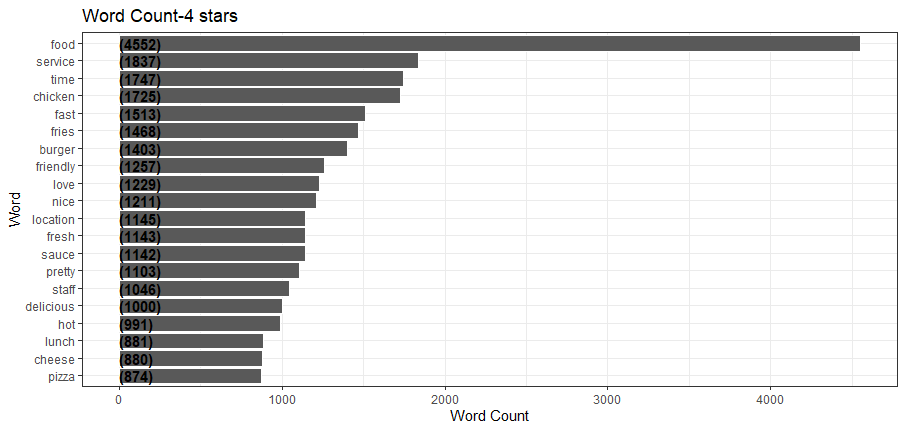 Word Count-4 stars
Word
food (4552)
service (1837)
time (1747)
chicken (1725)
fast (1513)
fries (1468)
burger (1403)
friendly (1257)
love (1229)
nice (1211)
location (1145)
fresh (1143)
sauce (1142)
pretty (1103)
staff (1046)
delicious (1000)
hot (991)
lunch (881)
cheese (880)
pizza (874)
0 1000 2000 3000 4000
Word Count